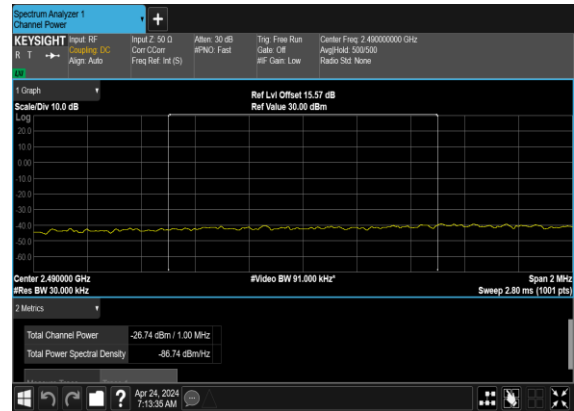 Spectrum Analyzer 1
Channel Power
+
KEYSIGHT
R T
LXI
Input: RF
Coupling: DC
Align: Auto
Input Z: 50 Ω
Corr CCorr
Freq Ref: Int (S)
Atten: 30 dB
#PNO: Fast
Trig: Free Run
Gate: Off
#IF Gain: Low
Center Freq: 2.490000000 GHz
Avg|Hold: 500/500
Radio Std: None
1 Graph
Scale/Div 10.0 dB
Ref Lvl Offset 15.57 dB
Ref Value 30.00 dBm
Log
20.0
10.0
0.00
-10.0
-20.0
-30.0
-40.0
-50.0
-60.0
Center 2.490000 GHz
#Video BW 91.000 kHz*
Span 2 MHz
#Res BW 30.000 kHz
Sweep 2.80 ms (1001 pts)
2 Metrics
Total Channel Power -26.74 dBm / 1.00 MHz
Total Power Spectral Density -86.74 dBm/Hz
?
Apr 24, 2024
7:13:35 AM